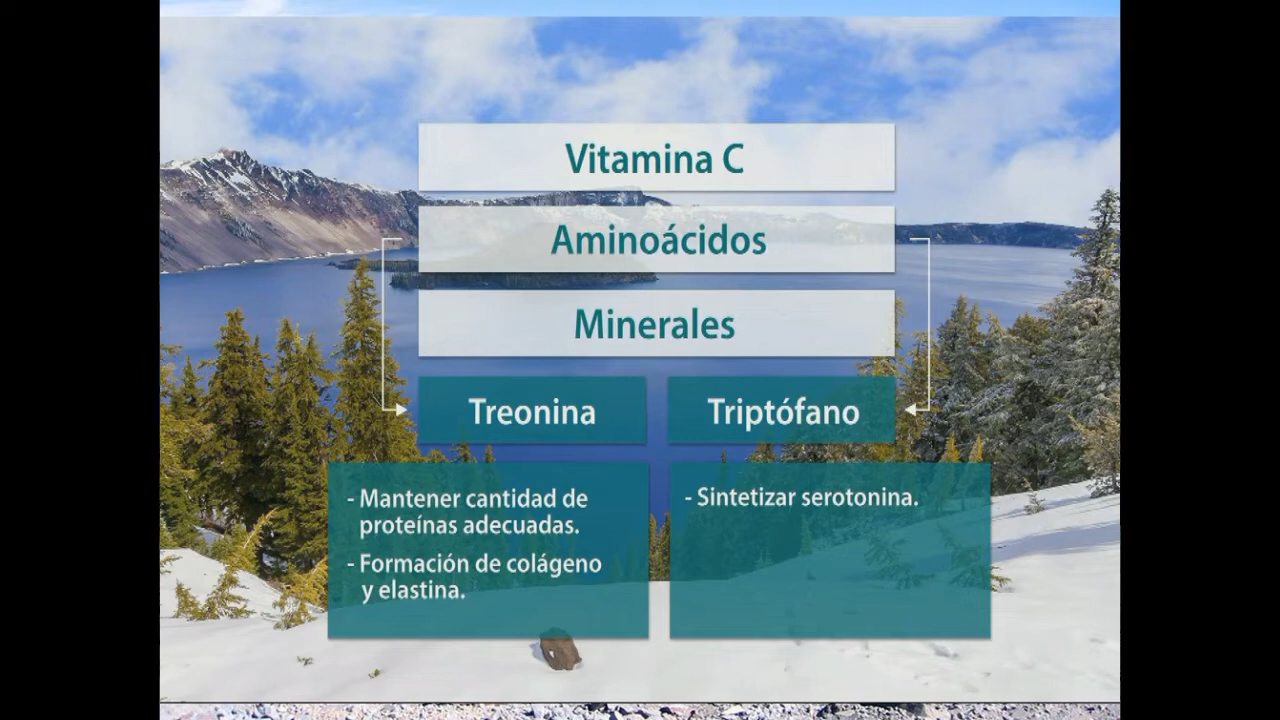 Vitamina C
Aminoácidos
Minerales
Treonina
Triptófano
- Mantener cantidad de
proteínas adecuadas.
- Formación de colágeno
y elastina.
- Sintetizar serotonina.